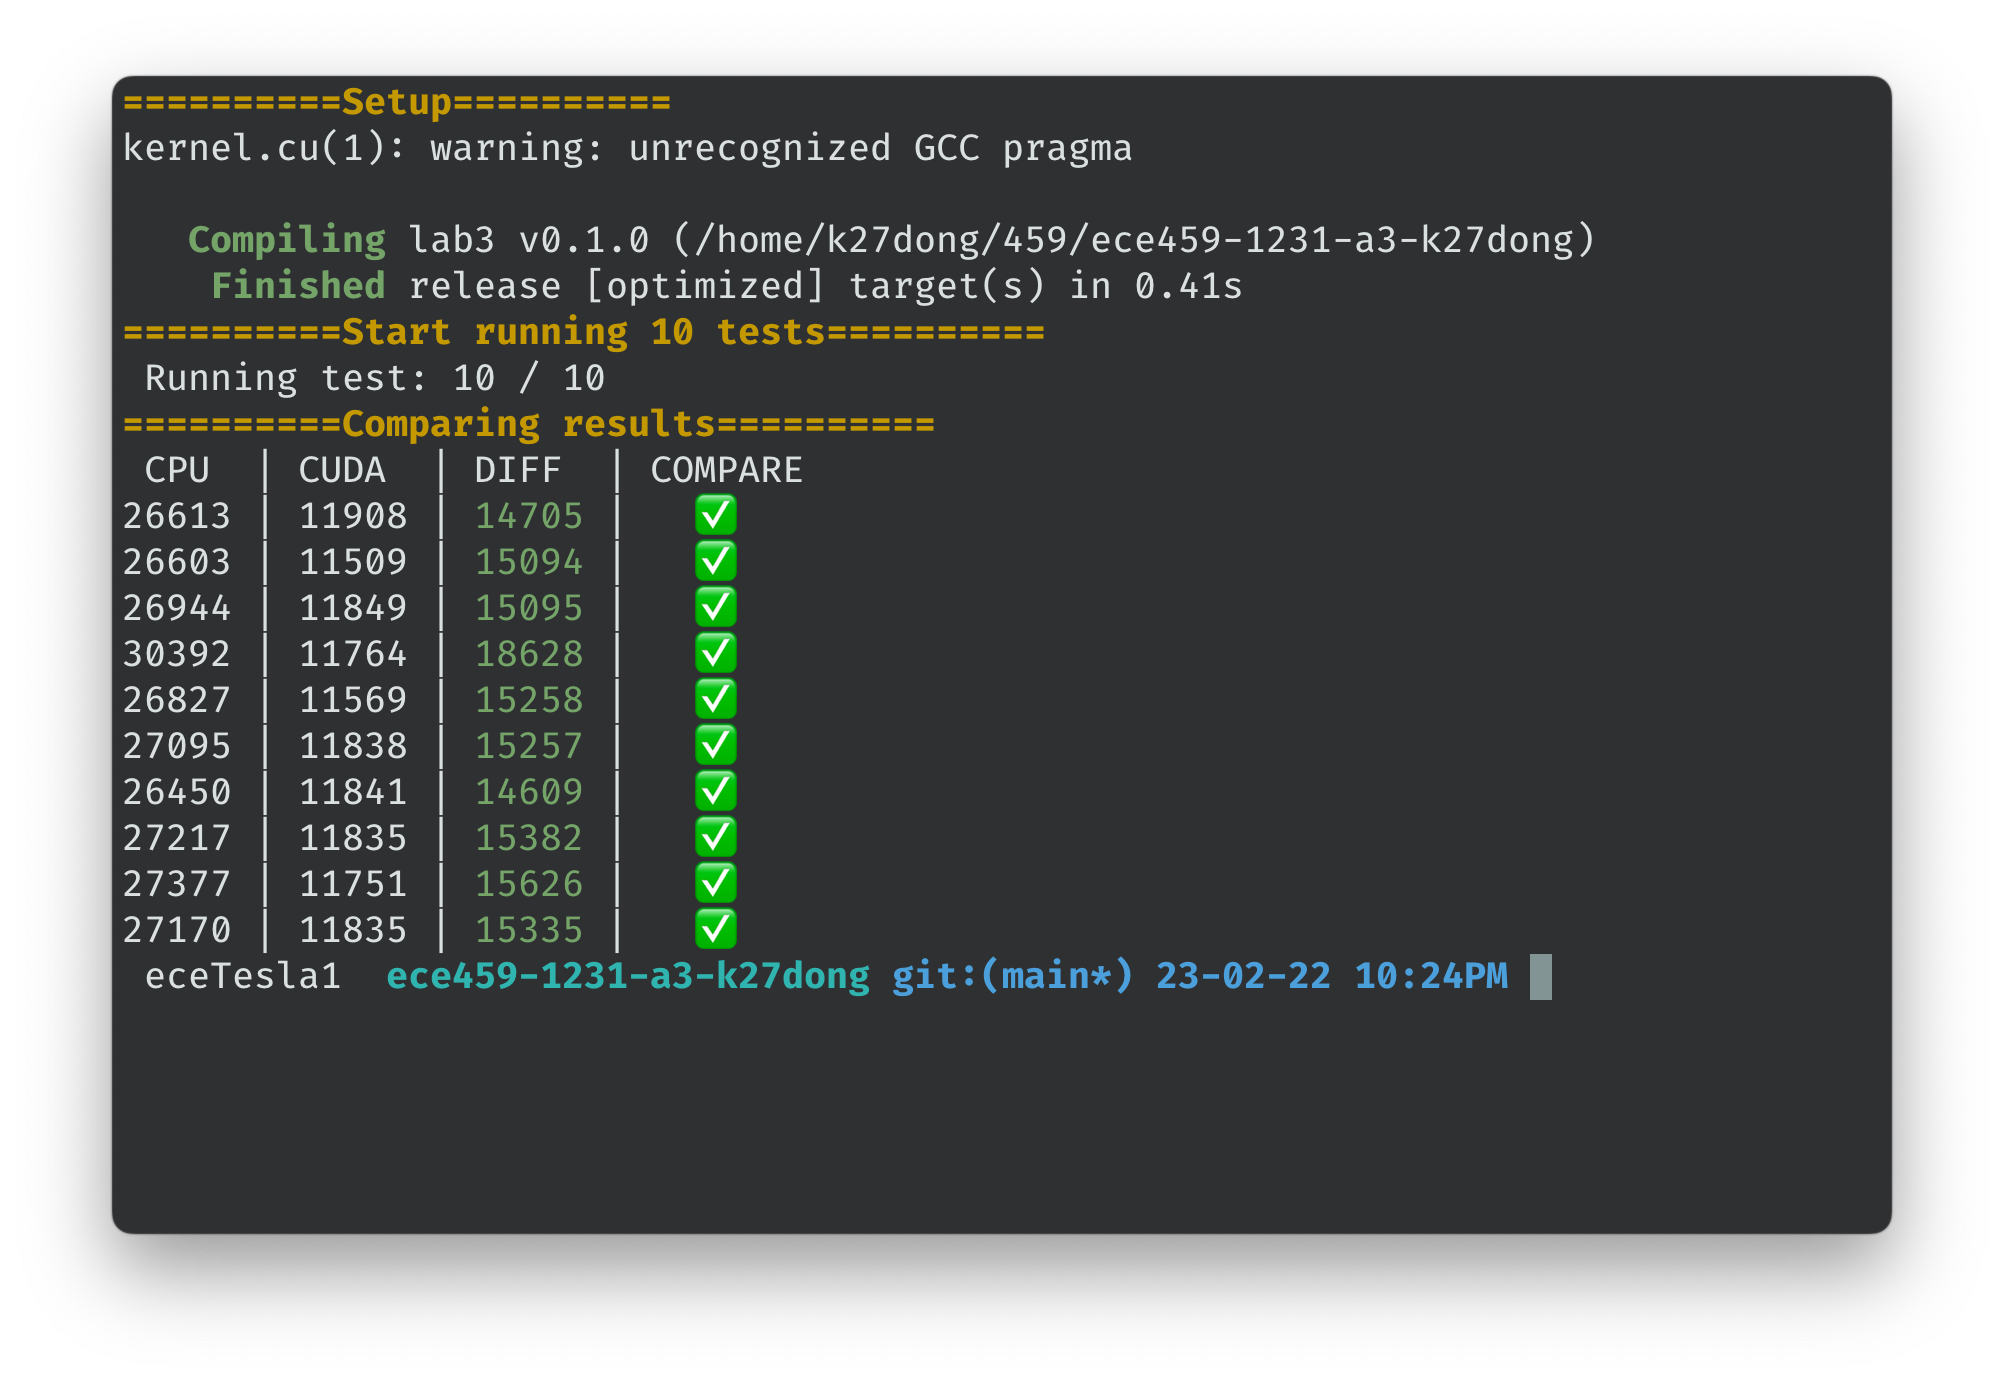 ==========Setup==========
kernel.cu(1): warning: unrecognized GCC pragma
Compiling lab3 v0.1.0 (/home/k27dong/459/ece459-1231-a3-k27dong)
Finished release [optimized] target(s) in 0.41s
==========Start running 10 tests==========
Running test: 10 / 10
==========Comparing results==========
CPU | CUDA | DIFF | COMPARE
26613 | 11908 | 14705 | ✅
26603 | 11509 | 15094 | ✅
26944 | 11849 | 15095 | ✅
30392 | 11764 | 18628 | ✅
26827 | 11569 | 15258 | ✅
27095 | 11838 | 15257 | ✅
26450 | 11841 | 14609 | ✅
27217 | 11835 | 15382 | ✅
27377 | 11751 | 15626 | ✅
27170 | 11835 | 15335 | ✅
eceTesla1 ece459-1231-a3-k27dong git:(main*) 23-02-22 10:24PM